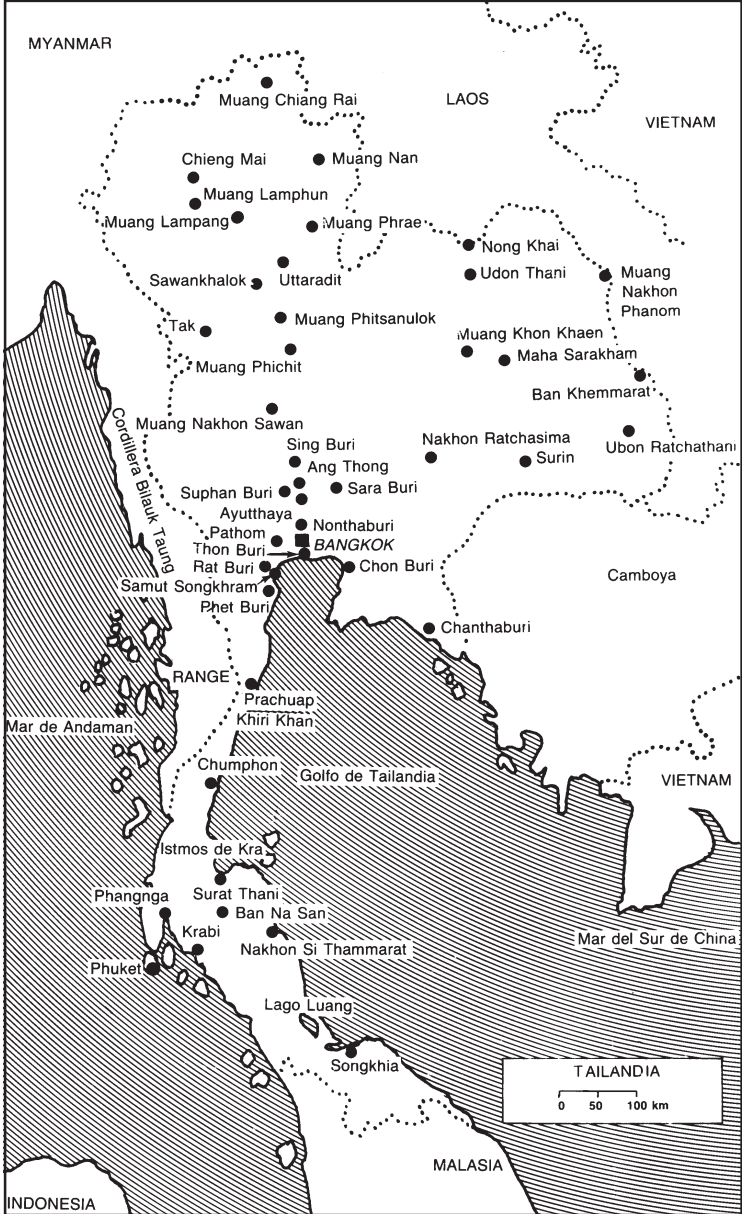 MYANMAR
LAOS
VIETNAM
Muang Chiang Rai
Chieng Mai
Muang Nan
Muang Lamphun
Muang Lampang
Muang Phrae
Nong Khai
Sawankhalok
Uttaradit
Udon Thani
Muang
Nakhon
Phanom
Tak
Muang Phitsanulok
Muang Khon Khaen
Maha Sarakham
Muang Phichit
Ban Khemmarat
Muang Nakhon Sawan
Cordillera Bilauk Taung
Sing Buri
Nakhon Ratchasima
Ubon Ratchathani
Surin
Ang Thong
Suphan Buri
Sara Buri
Ayutthaya
Nonthaburi
Pathom
BANGKOK
Thon Buri
Rat Buri
Chon Buri
Samut Songkhram
Phet Buri
Camboya
Chanthaburi
RANGE
Prachuap
Khiri Khan
Mar de Andaman
Chumphon
Golfo de Tailandia
VIETNAM
Istmos de Kra
Surat Thani
Phangnga
Ban Na San
Krabi
Nakhon Si Thammarat
Mar del Sur de China
Phuket
Lago Luang
Songkhia
TAILANDIA
0 50 100 km
MALASIA
INDONESIA